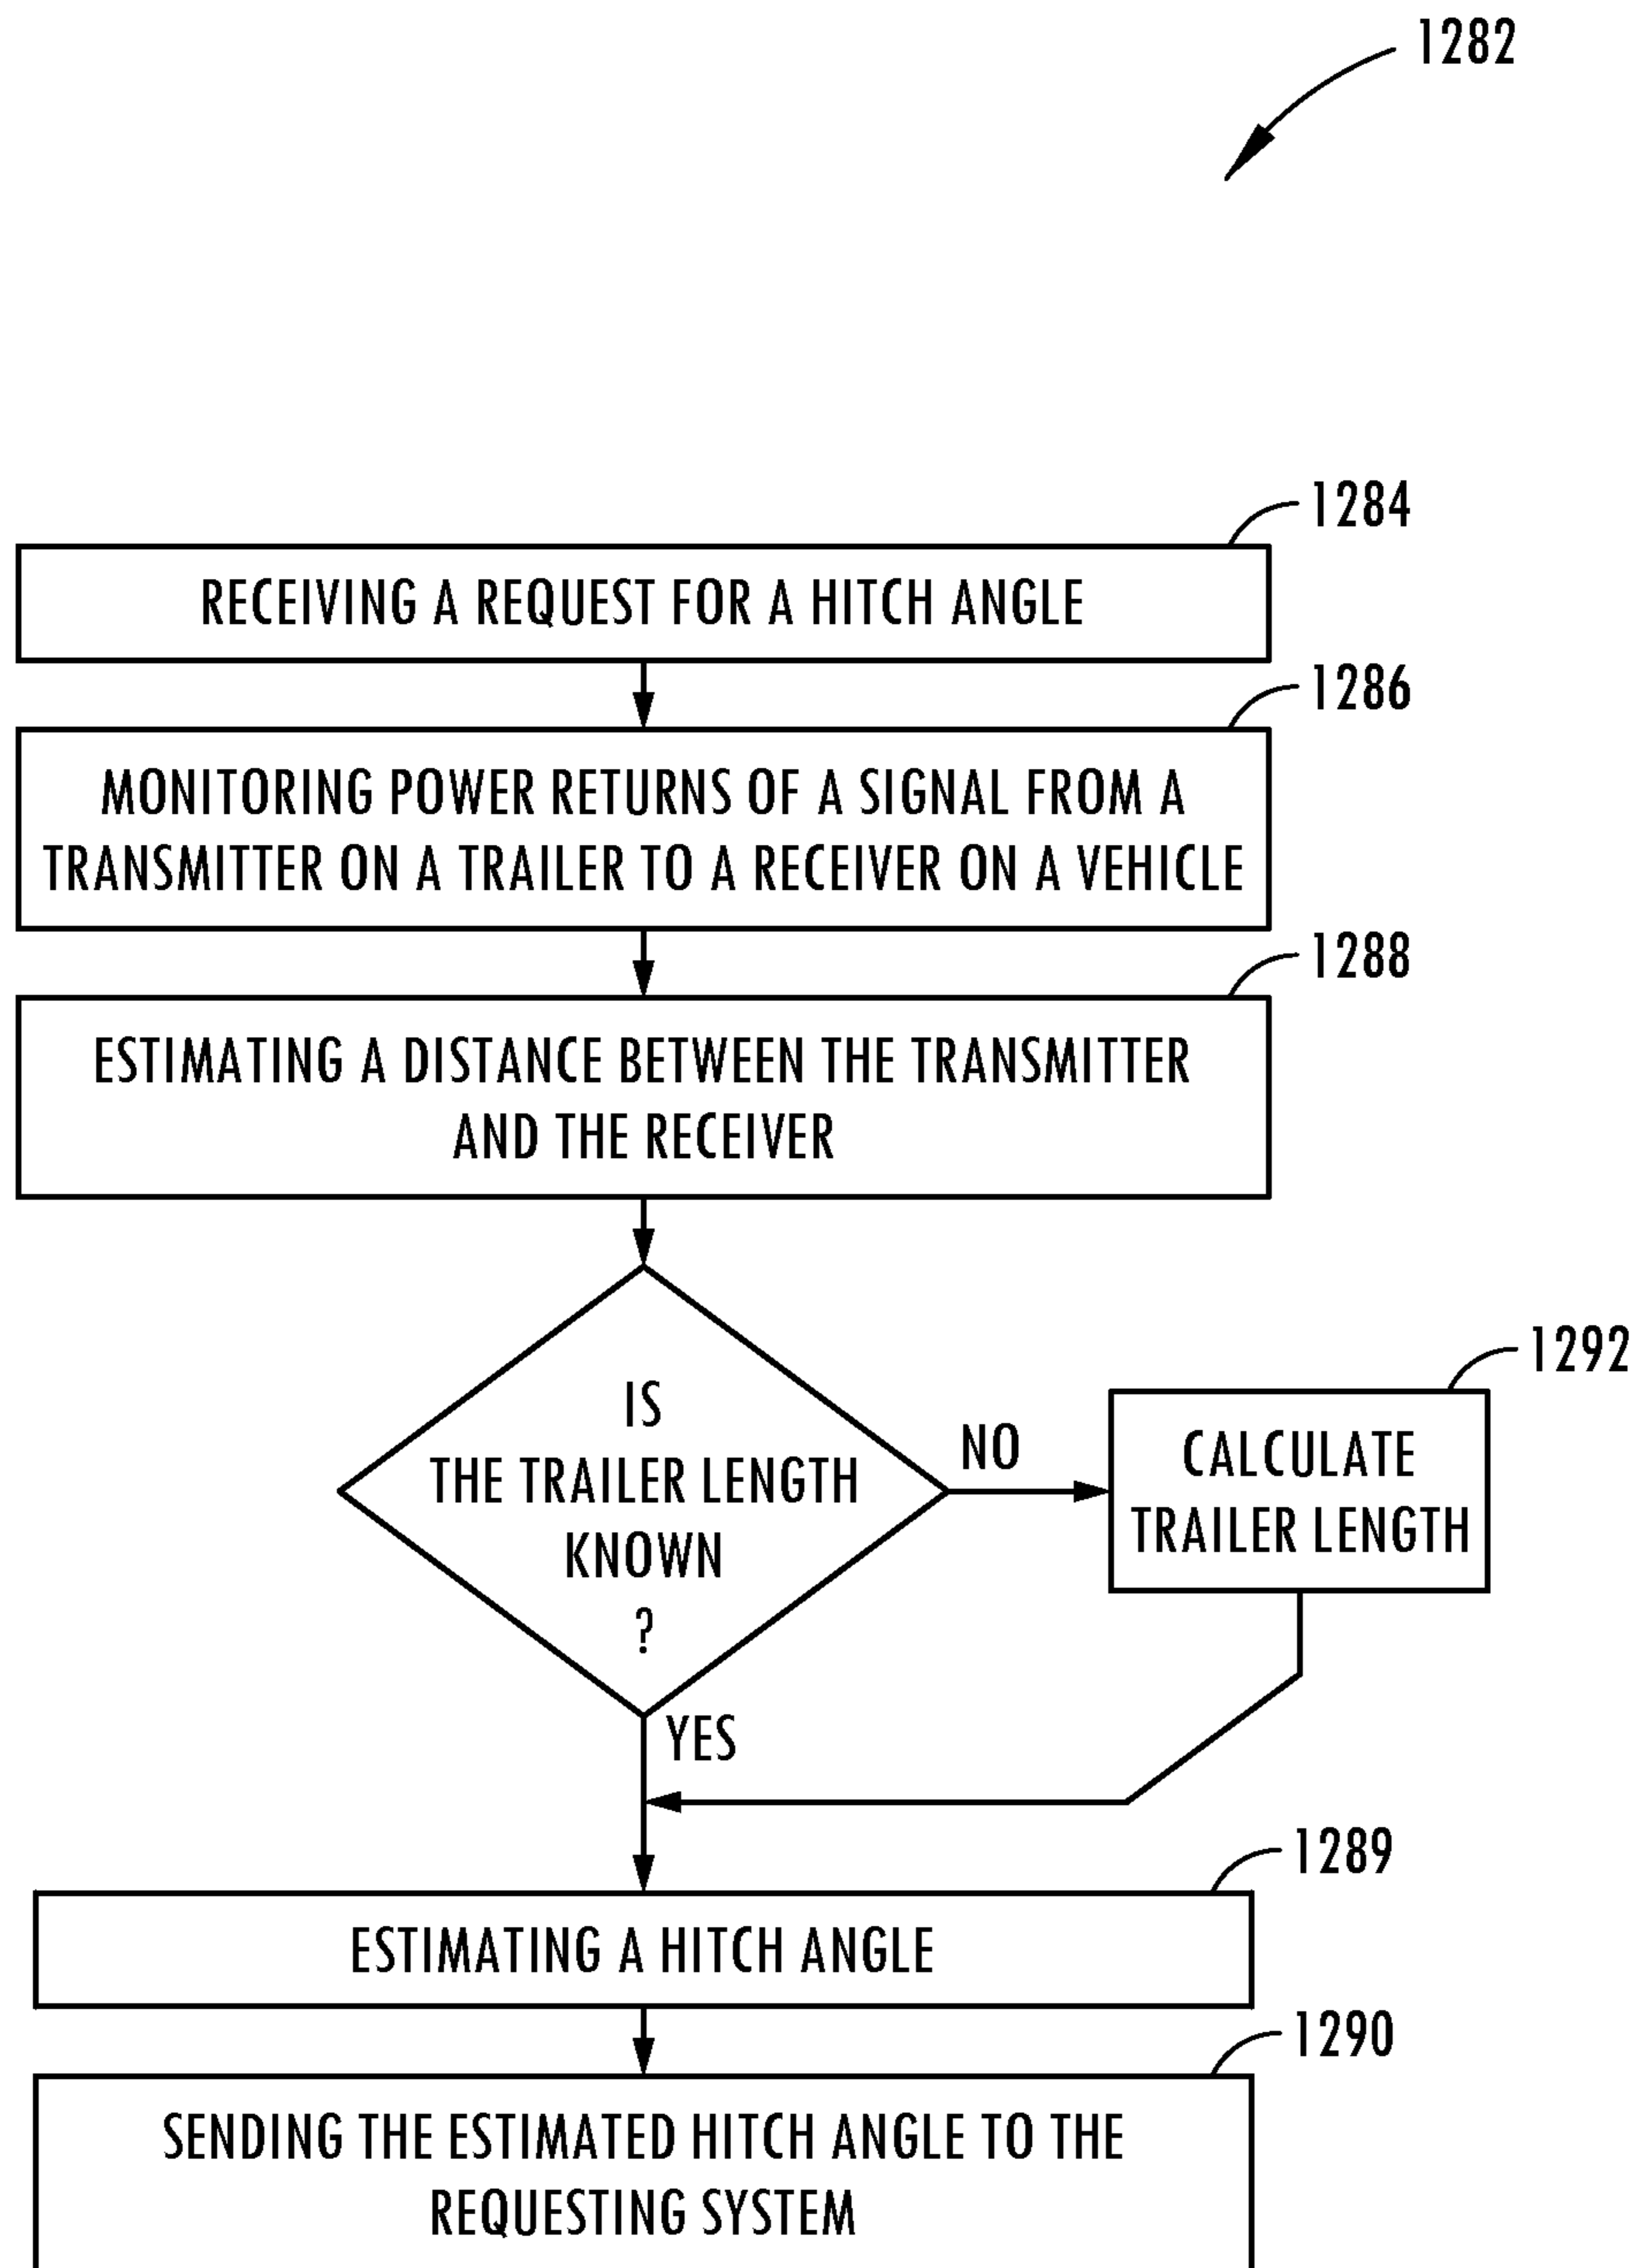 1282
1284
RECEIVING A REQUEST FOR A HITCH ANGLE
1286
MONITORING POWER RETURNS OF A SIGNAL FROM A
TRANSMITTER ON A TRAILER TO A RECEIVER ON A VEHICLE
1288
ESTIMATING A DISTANCE BETWEEN THE TRANSMITTER
AND THE RECEIVER
IS
THE TRAILER LENGTH
KNOWN
?
NO
1292
CALCULATE
TRAILER LENGTH
YES
1289
ESTIMATING A HITCH ANGLE
1290
SENDING THE ESTIMATED HITCH ANGLE TO THE
REQUESTING SYSTEM